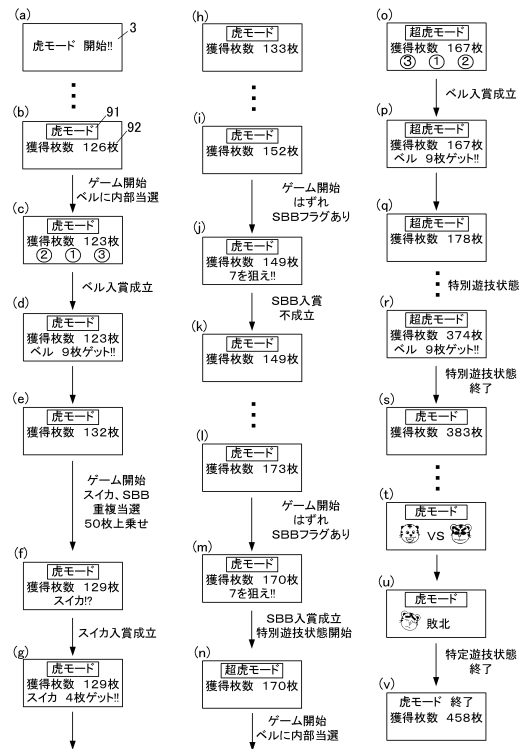 (a)
3
虎モード 開始!!
(b)
91
92
虎モード
獲得枚数 126枚
ゲーム開始
ベルに内部当選
(c)
虎モード
獲得枚数 123枚
② ① ③
ベル入賞成立
(d)
虎モード
獲得枚数 123枚
ベル 9枚ゲット!!
(e)
虎モード
獲得枚数 132枚
ゲーム開始
スイカ、SBB
重複当選
50枚上乗せ
(f)
虎モード
獲得枚数 129枚
スイカ!?
スイカ入賞成立
(g)
虎モード
獲得枚数 129枚
スイカ 4枚ゲット!!
(h)
虎モード
獲得枚数 133枚
(i)
虎モード
獲得枚数 152枚
ゲーム開始
はずれ
SBBフラグあり
(j)
虎モード
獲得枚数 149枚
7を狙え!!
SBB入賞
不成立
(k)
虎モード
獲得枚数 149枚
(l)
虎モード
獲得枚数 173枚
ゲーム開始
はずれ
SBBフラグあり
(m)
虎モード
獲得枚数 170枚
7を狙え!!
SBB入賞成立
特別遊技状態開始
(n)
超虎モード
獲得枚数 170枚
ゲーム開始
ベルに内部当選
(o)
超虎モード
獲得枚数 167枚
③ ① ②
ベル入賞成立
(p)
超虎モード
獲得枚数 167枚
ベル 9枚ゲット!!
(q)
超虎モード
獲得枚数 178枚
特別遊技状態
(r)
超虎モード
獲得枚数 374枚
ベル 9枚ゲット!!
特別遊技状態
終了
(s)
虎モード
獲得枚数 383枚
(t)
虎モード
VS
(u)
虎モード
敗北
特定遊技状態
終了
(v)
虎モード 終了
獲得枚数 458枚